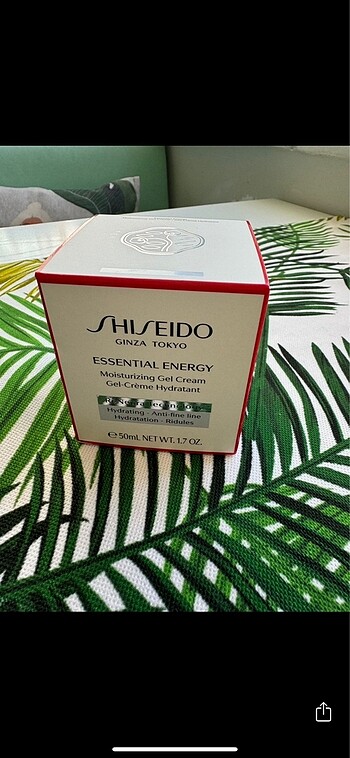 SHISEIDO
GINZA TOKYO
ESSENTIAL ENERGY
Moisturizing Gel Cream
Gel-Crème Hydratant
Hydrating - Anti-fine line
Hydratation - Ridules
℮ 50mL NET WT. 1.7 OZ.